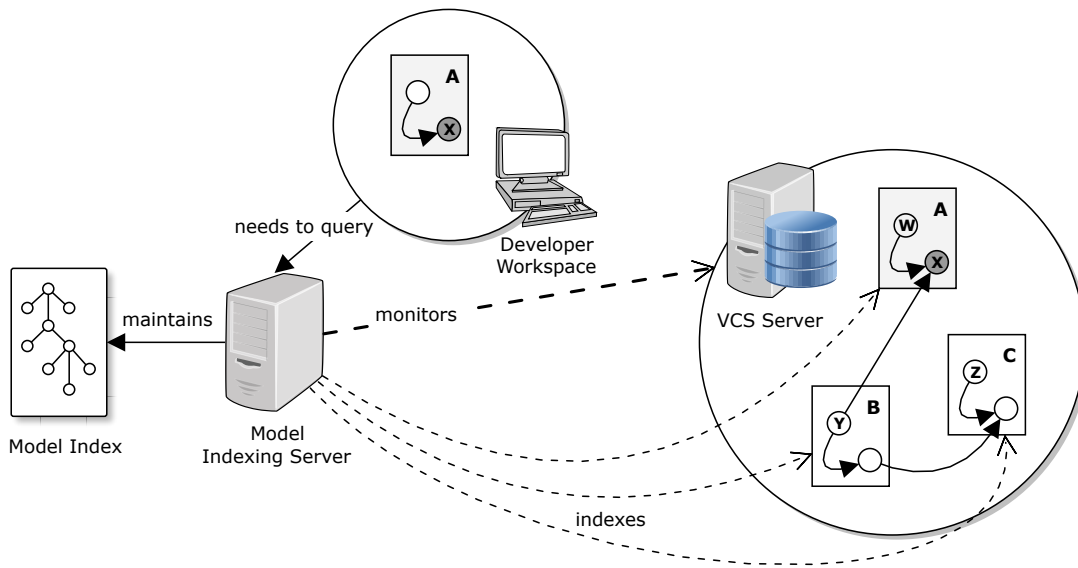 A
X
needs to query
Developer
Workspace
A
W
X
maintains
monitors
VCS Server
C
Z
B
Y
Model Index
Model
Indexing Server
indexes